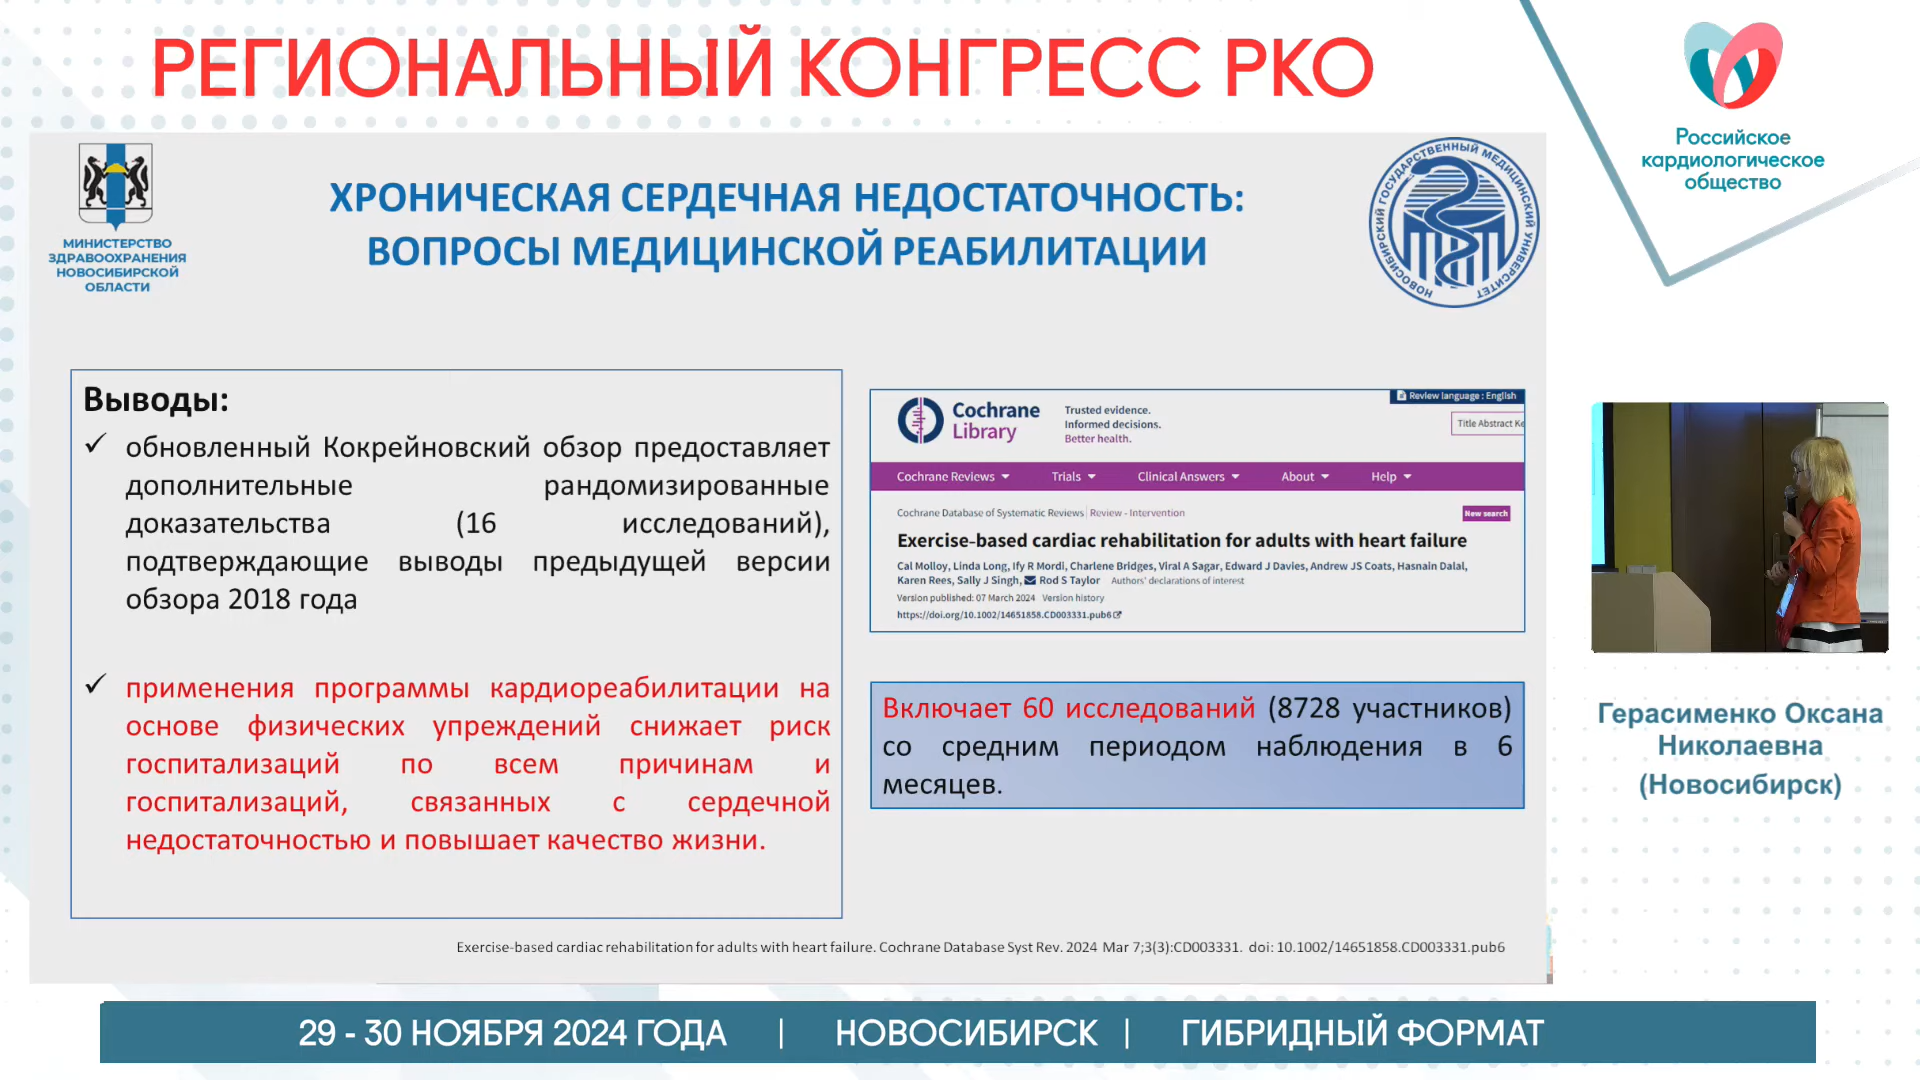 РЕГИОНАЛЬНЫЙ КОНГРЕСС РКО
Российское
кардиологическое
общество
МИНИСТЕРСТВО
ЗДРАВООХРАНЕНИЯ
НОВОСИБИРСКОЙ
ОБЛАСТИ
ХРОНИЧЕСКАЯ СЕРДЕЧНАЯ НЕДОСТАТОЧНОСТЬ:
ВОПРОСЫ МЕДИЦИНСКОЙ РЕАБИЛИТАЦИИ
НОВОСИБИРСКИЙ ГОСУДАРСТВЕННЫЙ МЕДИЦИНСКИЙ УНИВЕРСИТЕТ
Выводы:
✓ обновленный Кокрейновский обзор предоставляет
дополнительные рандомизированные
доказательства (16 исследований),
подтверждающие выводы предыдущей версии
обзора 2018 года
✓ применения программы кардиореабилитации на
основе физических упреждений снижает риск
госпитализаций по всем причинам и
госпитализаций, связанных с сердечной
недостаточностью и повышает качество жизни.
Review language : English
Cochrane
Library
Trusted evidence.
Informed decisions.
Better health.
Title Abstract Ke
Cochrane Reviews Trials Clinical Answers About Help
Cochrane Database of Systematic Reviews | Review - Intervention
New search
Exercise-based cardiac rehabilitation for adults with heart failure
Cal Molloy, Linda Long, Ify R Mordi, Charlene Bridges, Viral A Sagar, Edward J Davies, Andrew JS Coats, Hasnain Dalal,
Karen Rees, Sally J Singh, Rod S Taylor Authors' declarations of interest
Version published: 07 March 2024 Version history
https://doi.org/10.1002/14651858.CD003331.pub6
Включает 60 исследований (8728 участников)
со средним периодом наблюдения в 6
месяцев.
Exercise-based cardiac rehabilitation for adults with heart failure. Cochrane Database Syst Rev. 2024 Mar 7;3(3):CD003331. doi: 10.1002/14651858.CD003331.pub6
Герасименко Оксана
Николаевна
(Новосибирск)
29 - 30 НОЯБРЯ 2024 ГОДА | НОВОСИБИРСК | ГИБРИДНЫЙ ФОРМАТ